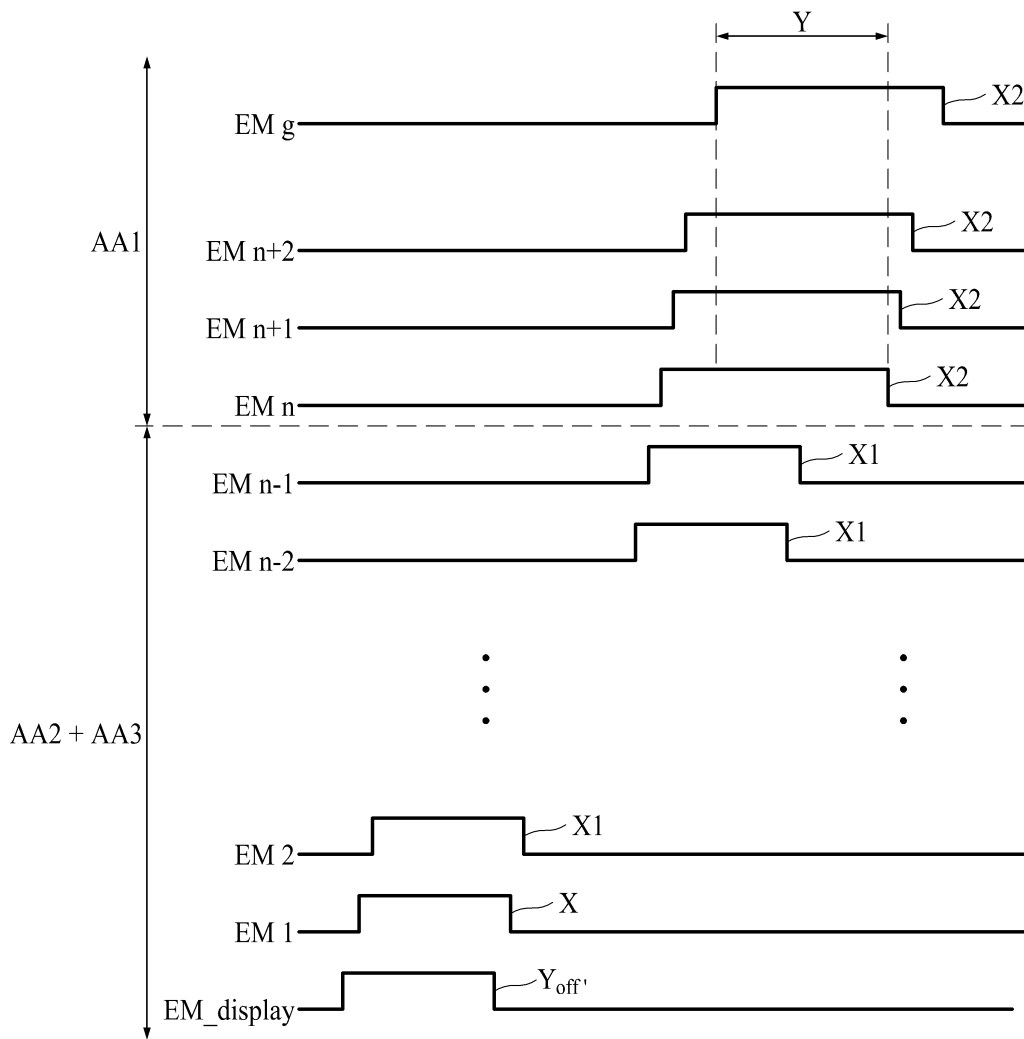 Y
EM g
X2
AA1
EM n+2
X2
EM n+1
X2
EM n
X2
EM n-1
X1
EM n-2
X1
AA2 + AA3
EM 2
X1
EM 1
X
EM_display
Yoff'